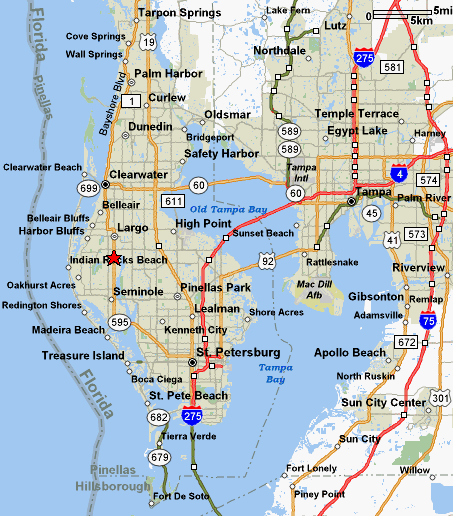 Tarpon Springs
Lake Fern
Lutz
0
5mi
5km
Florida
Pinellas
Cove Springs
Wall Springs
19
Northdale
275
581
Palm Harbor
Bayshore Blvd
1
Curlew
Oldsmar
Temple Terrace
Dunedin
Bridgeport
589
Egypt Lake
Harney
Safety Harbor
589
Clearwater Beach
Clearwater
Tampa
Intl
4
574
699
60
60
Tampa
Belleair
611
Old Tampa Bay
45
Palm River
Belleair Bluffs
Largo
High Point
Sunset Beach
573
Harbor Bluffs
41
Indian Rocks Beach
92
Rattlesnake
Riverview
Oakhurst Acres
Pinellas Park
Mac Dill
Afb
Gibsonton
Remlap
Seminole
Redington Shores
Lealman
Shore Acres
Adamsville
75
595
Kenneth City
Madeira Beach
672
Treasure Island
St. Petersburg
Apollo Beach
Florida
Boca Ciega
Tampa
Bay
North Ruskin
St. Pete Beach
301
Sun City Center
682
275
Tierra Verde
Sun City
679
Pinellas
Hillsborough
Fort Lonely
Willow
Fort De Soto
Piney Point